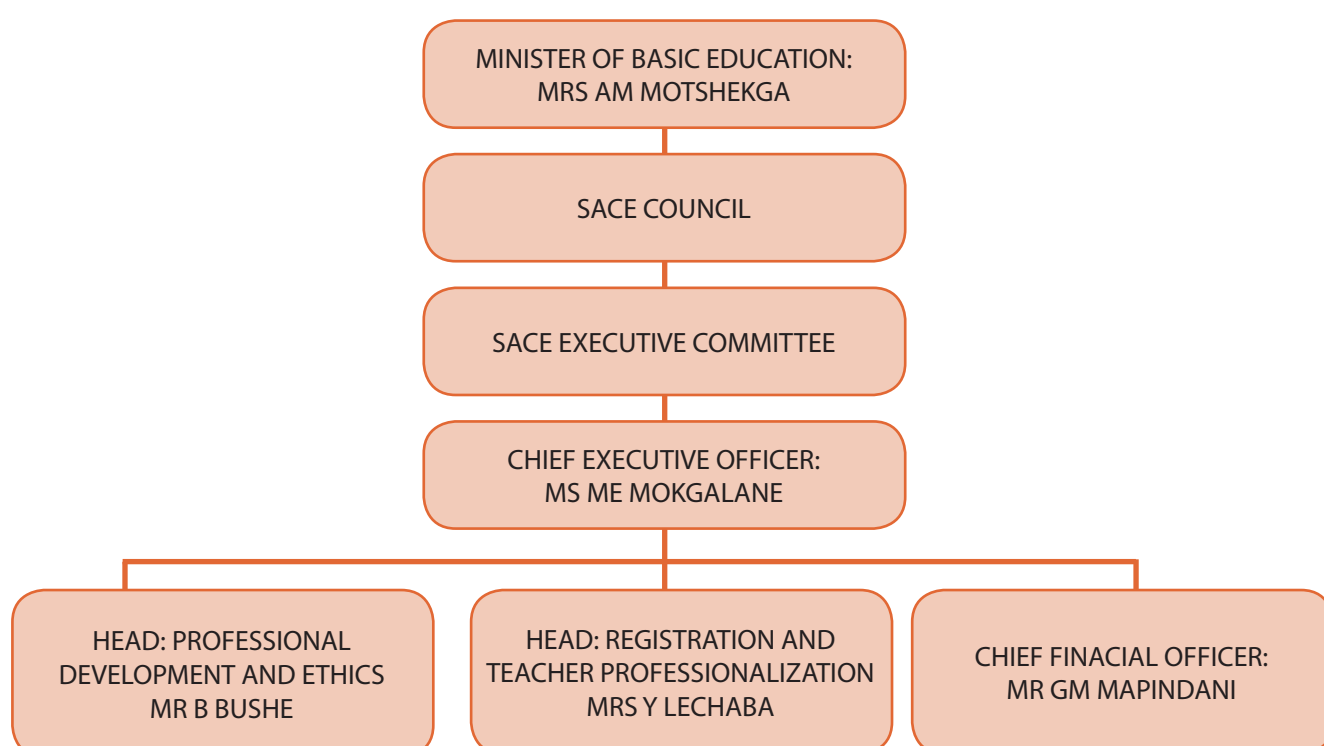 MINISTER OF BASIC EDUCATION:
MRS AM MOTSHEKGA
SACE COUNCIL
SACE EXECUTIVE COMMITTEE
CHIEF EXECUTIVE OFFICER:
MS ME MOKGALANE
HEAD: PROFESSIONAL
DEVELOPMENT AND ETHICS
MR B BUSHE
HEAD: REGISTRATION AND
TEACHER PROFESSIONALIZATION
MRS Y LECHABA
CHIEF FINACIAL OFFICER:
MR GM MAPINDANI